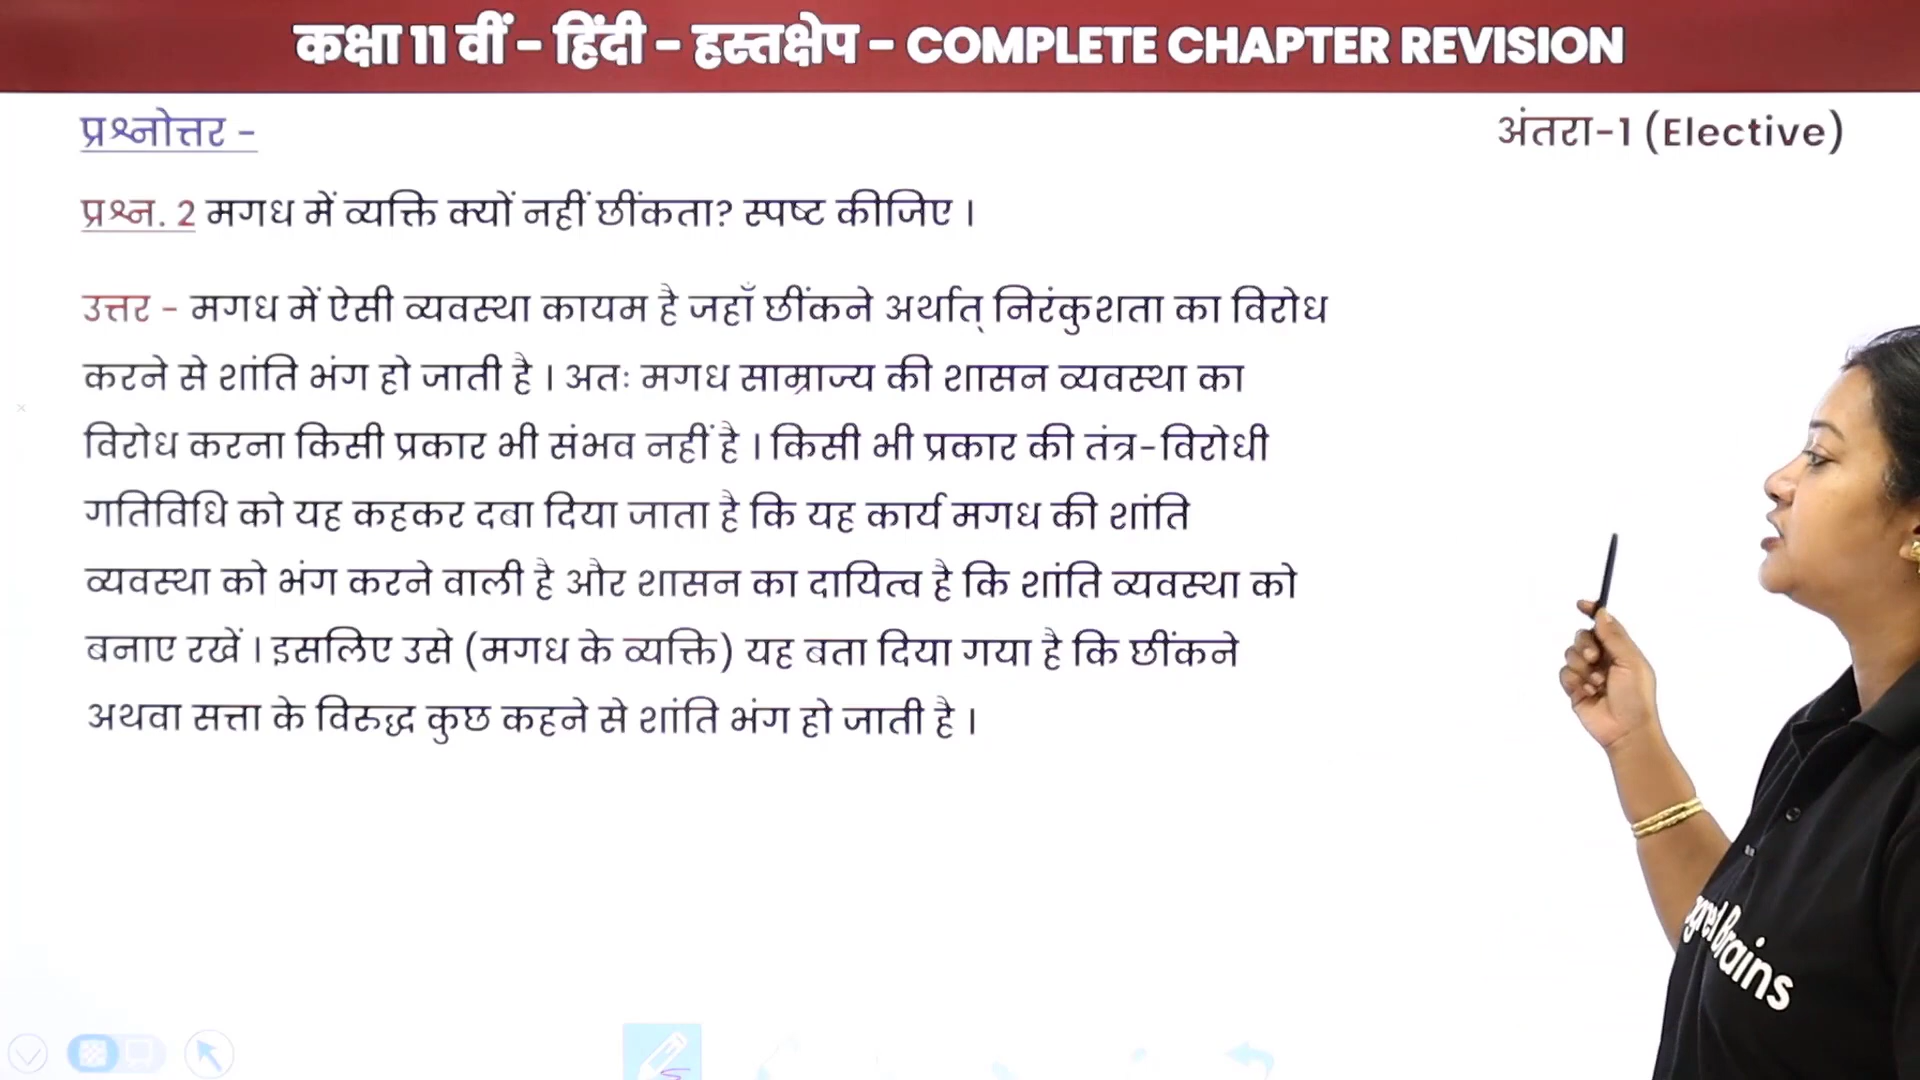 कक्षा 11 वीं - हिंदी - हस्तक्षेप - COMPLETE CHAPTER REVISION
प्रश्नोत्तर -
अंतरा-1 (Elective)
प्रश्न. 2 मगध में व्यक्ति क्यों नहीं छींकता? स्पष्ट कीजिए ।
उत्तर - मगध में ऐसी व्यवस्था कायम है जहाँ छींकने अर्थात् निरंकुशता का विरोध
करने से शांति भंग हो जाती है । अतः मगध साम्राज्य की शासन व्यवस्था का
विरोध करना किसी प्रकार भी संभव नहीं है । किसी भी प्रकार की तंत्र-विरोधी
गतिविधि को यह कहकर दबा दिया जाता है कि यह कार्य मगध की शांति
व्यवस्था को भंग करने वाली है और शासन का दायित्व है कि शांति व्यवस्था को
बनाए रखें । इसलिए उसे (मगध के व्यक्ति) यह बता दिया गया है कि छींकने
अथवा सत्ता के विरुद्ध कुछ कहने से शांति भंग हो जाती है ।
Brains